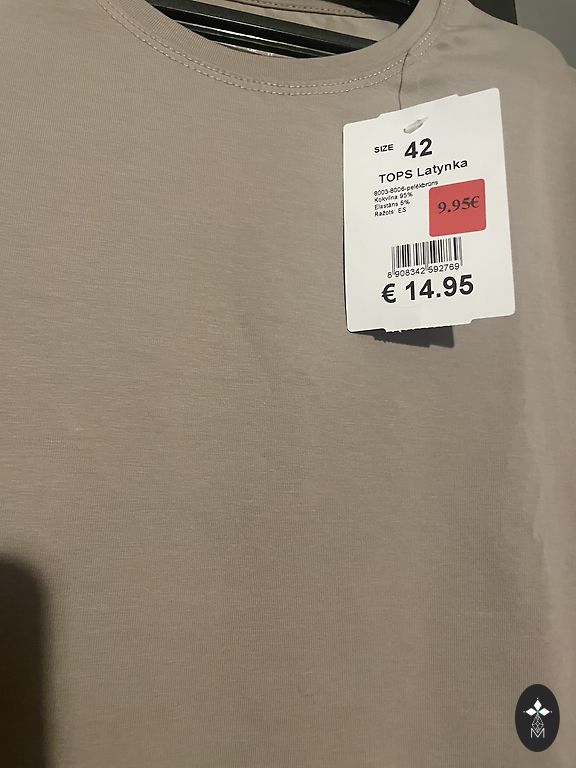 SIZE 42
TOPS Latynka
8003-8006-pelēkbrūns
Kokvilna 95%
Elastāns 5%
Ražots: ES
9.95€
8 908342 592769
€ 14.95
M